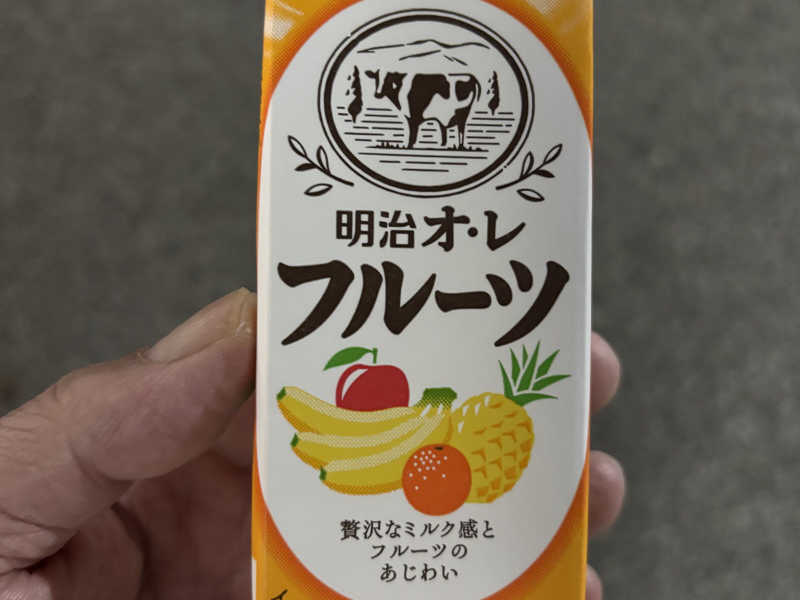 明治オ・レ
フルーツ
贅沢なミルク感と
フルーツの
あじわい